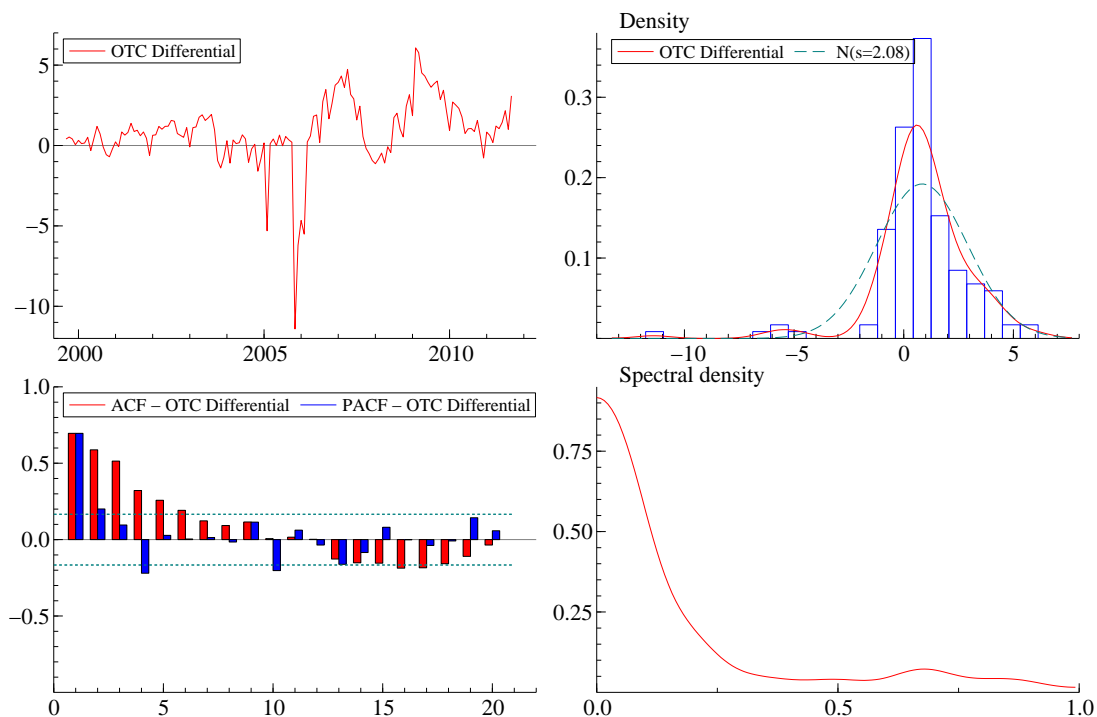 Density
OTC Differential
OTC Differential N(s=2.08)
5
0
−5
−10
2000 2005 2010
0.3
0.2
0.1
−10 −5 0 5
Spectral density
ACF − OTC Differential PACF − OTC Differential
1.0
0.5
0.0
−0.5
0 5 10 15 20
0.75
0.50
0.25
0.0 0.5 1.0